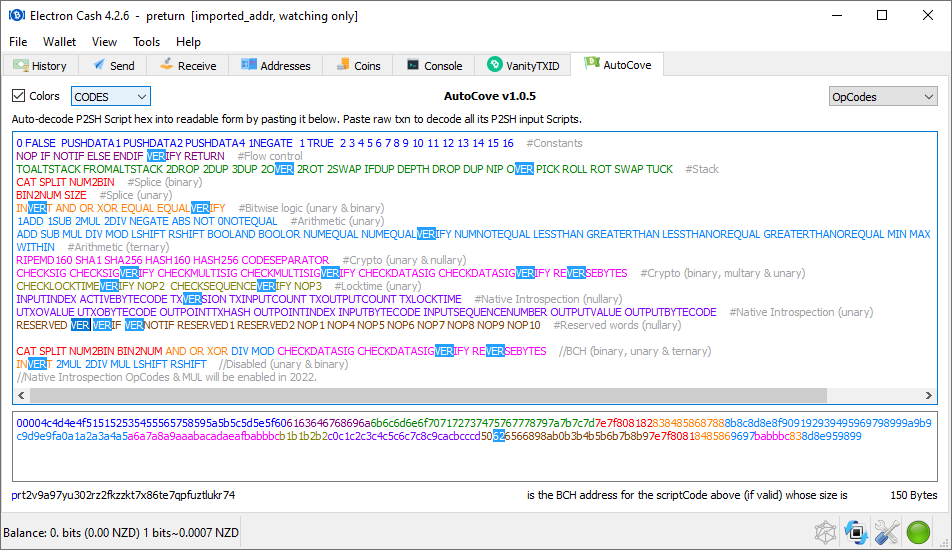 Electron Cash 4.2.6 - preturn [imported_addr, watching only]
File Wallet View Tools Help
History Send Receive Addresses Coins Console VanityTXID AutoCove
Colors CODES AutoCove v1.0.5 OpCodes
Auto-decode P2SH Script hex into readable form by pasting it below. Paste raw txn to decode all its P2SH input Scripts.
0 FALSE PUSHDATA1 PUSHDATA2 PUSHDATA4 1NEGATE 1 TRUE 2 3 4 5 6 7 8 9 10 11 12 13 14 15 16 #Constants
NOP IF NOTIF ELSE ENDIF VERIFY RETURN #Flow control
TOALTSTACK FROMALTSTACK 2DROP 2DUP 3DUP 2OVER 2ROT 2SWAP IFDUP DEPTH DROP DUP NIP OVER PICK ROLL ROT SWAP TUCK #Stack
CAT SPLIT NUM2BIN #Splice (binary)
BIN2NUM SIZE #Splice (unary)
INVERT AND OR XOR EQUAL EQUALVERIFY #Bitwise logic (unary & binary)
1ADD 1SUB 2MUL 2DIV NEGATE ABS NOT 0NOTEQUAL #Arithmetic (unary)
ADD SUB MUL DIV MOD LSHIFT RSHIFT BOOLAND BOOLOR NUMEQUAL NUMEQUALVERIFY NUMNOTEQUAL LESSTHAN GREATERTHAN LESSTHANOREQUAL GREATERTHANOREQUAL MIN MAX
WITHIN #Arithmetic (ternary)
RIPEMD160 SHA1 SHA256 HASH160 HASH256 CODESEPARATOR #Crypto (unary & nullary)
CHECKSIG CHECKSIGVERIFY CHECKMULTISIG CHECKMULTISIGVERIFY CHECKDATASIG CHECKDATASIGVERIFY REVERSEBYTES #Crypto (binary, multary & unary)
CHECKLOCKTIMEVERIFY NOP2 CHECKSEQUENCEVERIFY NOP3 #Locktime (unary)
INPUTINDEX ACTIVEBYTECODE TXVERSION TXINPUTCOUNT TXOUTPUTCOUNT TXLOCKTIME #Native Introspection (nullary)
UTXOVALUE UTXOBYTECODE OUTPOINTTXHASH OUTPOINTINDEX INPUTBYTECODE INPUTSEQUENCENUMBER OUTPUTVALUE OUTPUTBYTECODE #Native Introspection (unary)
RESERVED VER VERIF VERNOTIF RESERVED1 RESERVED2 NOP1 NOP4 NOP5 NOP6 NOP7 NOP8 NOP9 NOP10 #Reserved words (nullary)
CAT SPLIT NUM2BIN BIN2NUM AND OR XOR DIV MOD CHECKDATASIG CHECKDATASIGVERIFY REVERSEBYTES //BCH (binary, unary & ternary)
INVERT 2MUL 2DIV MUL LSHIFT RSHIFT //Disabled (unary & binary)
//Native Introspection OpCodes & MUL will be enabled in 2022.
00004c4d4e4f515152535455565758595a5b5c5d5e5f606163646768696a6b6c6d6e6f707172737475767778797a7b7c7d7e7f8081828384858687888b8c8d8e8f909192939495969798999a9b9
c9d9e9fa0a1a2a3a4a5a6a7a8a9aaabacadaeafbabbbcb1b1b2b2c0c1c2c3c4c5c6c7c8c9cacbcccd50626566898ab0b3b4b5b6b7b8b97e7f80818485869697babbbc838d8e959899
prt2v9a97yu302rz2fkzzkt7x86te7qpfuztlukr74 is the BCH address for the scriptCode above (if valid) whose size is 150 Bytes
Balance: 0. bits (0.00 NZD) 1 bits~0.0007 NZD